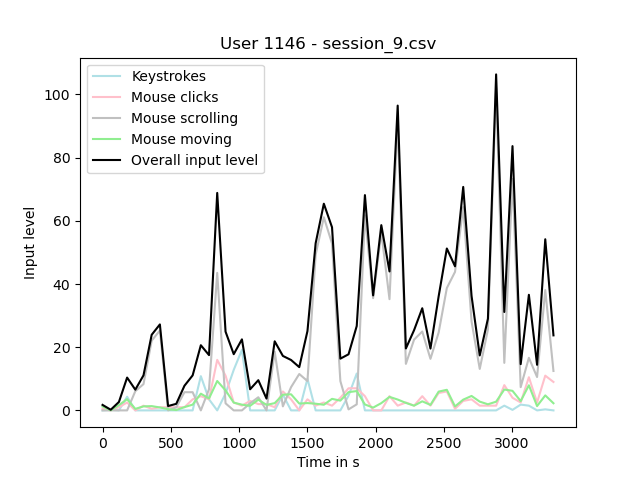 User 1146 - session_9.csv
Keystrokes
Mouse clicks
Mouse scrolling
Mouse moving
Overall input level
100
80
60
40
20
0
Input level
0 500 1000 1500 2000 2500 3000
Time in s